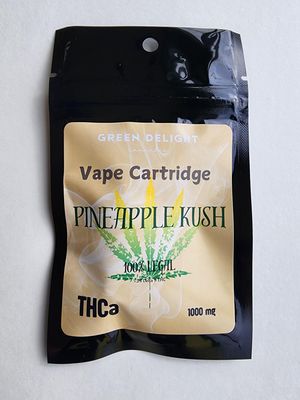 GREEN DELIGHT
Vape Cartridge
PINEAPPLE KUSH
100% LEGAL
THCa
1000 mg